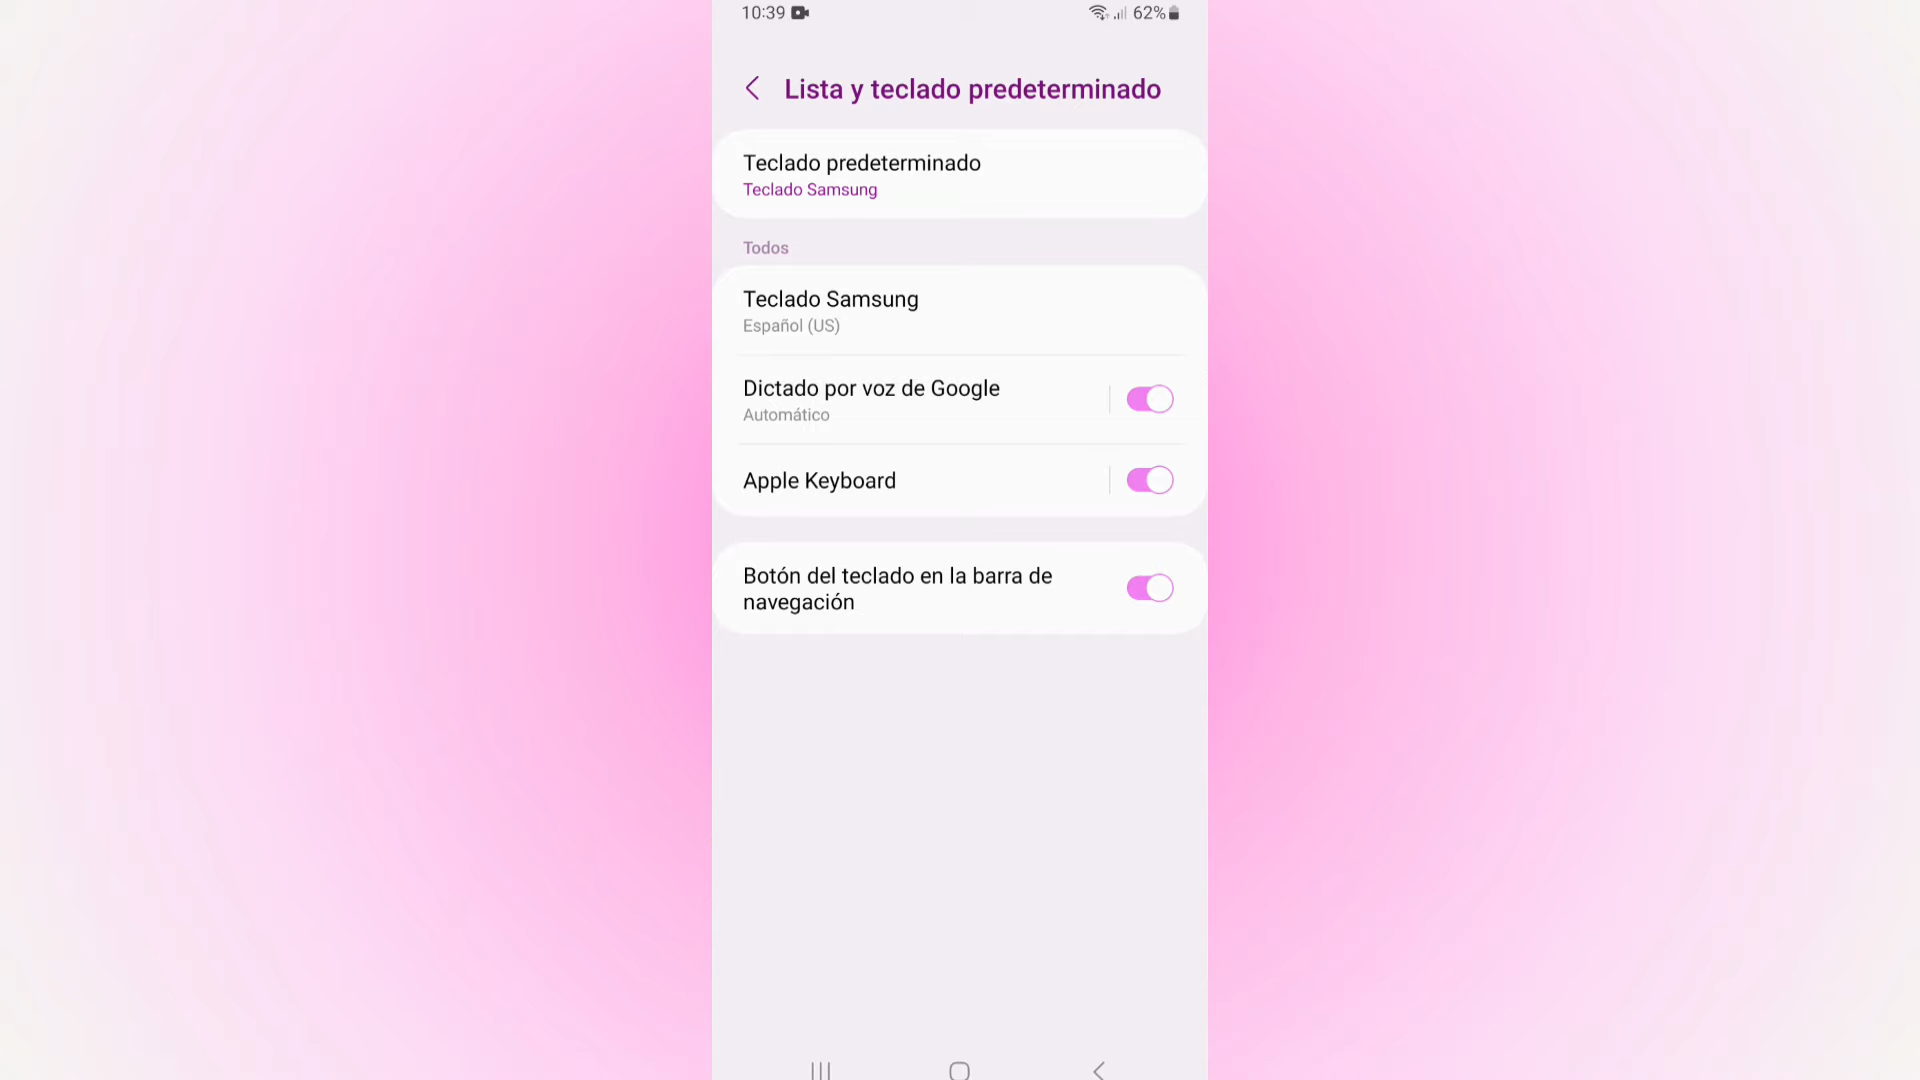 10:39
62%
Lista y teclado predeterminado
Teclado predeterminado
Teclado Samsung
Todos
Teclado Samsung
Español (US)
Dictado por voz de Google
Automático
Apple Keyboard
Botón del teclado en la barra de
navegación